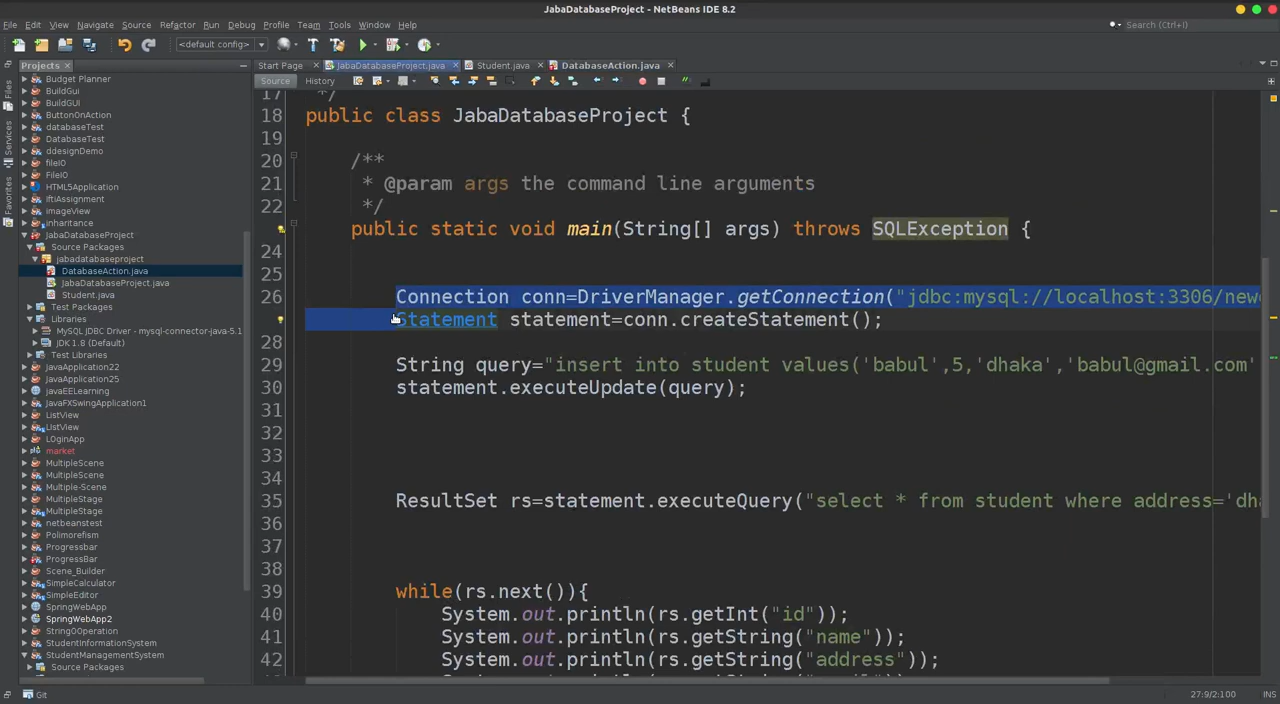 JabaDatabaseProject - NetBeans IDE 8.2
File Edit View Navigate Source Refactor Run Debug Profile Team Tools Window Help
Search (Ctrl+I)
<default config>
Projects
Start Page JabaDatabaseProject.java Student.java DatabaseAction.java
Source History
Files
Services
Favorites
Budget Planner
BuildGui
BuildGUI
ButtonOnAction
databaseTest
DatabaseTest
ddesignDemo
fileIO
FileIO
HTML5Application
IftiAssignment
imageView
inheritance
JabaDatabaseProject
Source Packages
jabadatabaseproject
DatabaseAction.java
JabaDatabaseProject.java
Student.java
Test Packages
Libraries
MySQL JDBC Driver - mysql-connector-java-5.1
JDK 1.8 (Default)
Test Libraries
JavaApplication22
JavaApplication25
javaEELearning
JavaFXSwingApplication1
ListView
ListView
LOginApp
market
MultipleScene
MultipleScene
Multiple-Scene
MultipleStage
MultipleStage
netbeanstest
Polimorefism
Progressbar
ProgressBar
Scene_Builder
SimpleCalculator
SimpleEditor
SpringWebApp
SpringWebApp2
StringOOperation
StudentInformationSystem
StudentManagementSystem
Source Packages
17 */
18 public class JabaDatabaseProject {
19
20 /**
21 * @param args the command line arguments
22 */
public static void main(String[] args) throws SQLException {
24
25
26 Connection conn=DriverManager.getConnection("jdbc:mysql://localhost:3306/new
Statement statement=conn.createStatement();
28
29 String query="insert into student values('babul',5,'dhaka','babul@gmail.com'
30 statement.executeUpdate(query);
31
32
33
34
35 ResultSet rs=statement.executeQuery("select * from student where address='dha
36
37
38
39 while(rs.next()){
40 System.out.println(rs.getInt("id"));
41 System.out.println(rs.getString("name"));
42 System.out.println(rs.getString("address"));
Git
27:9/2:100 INS